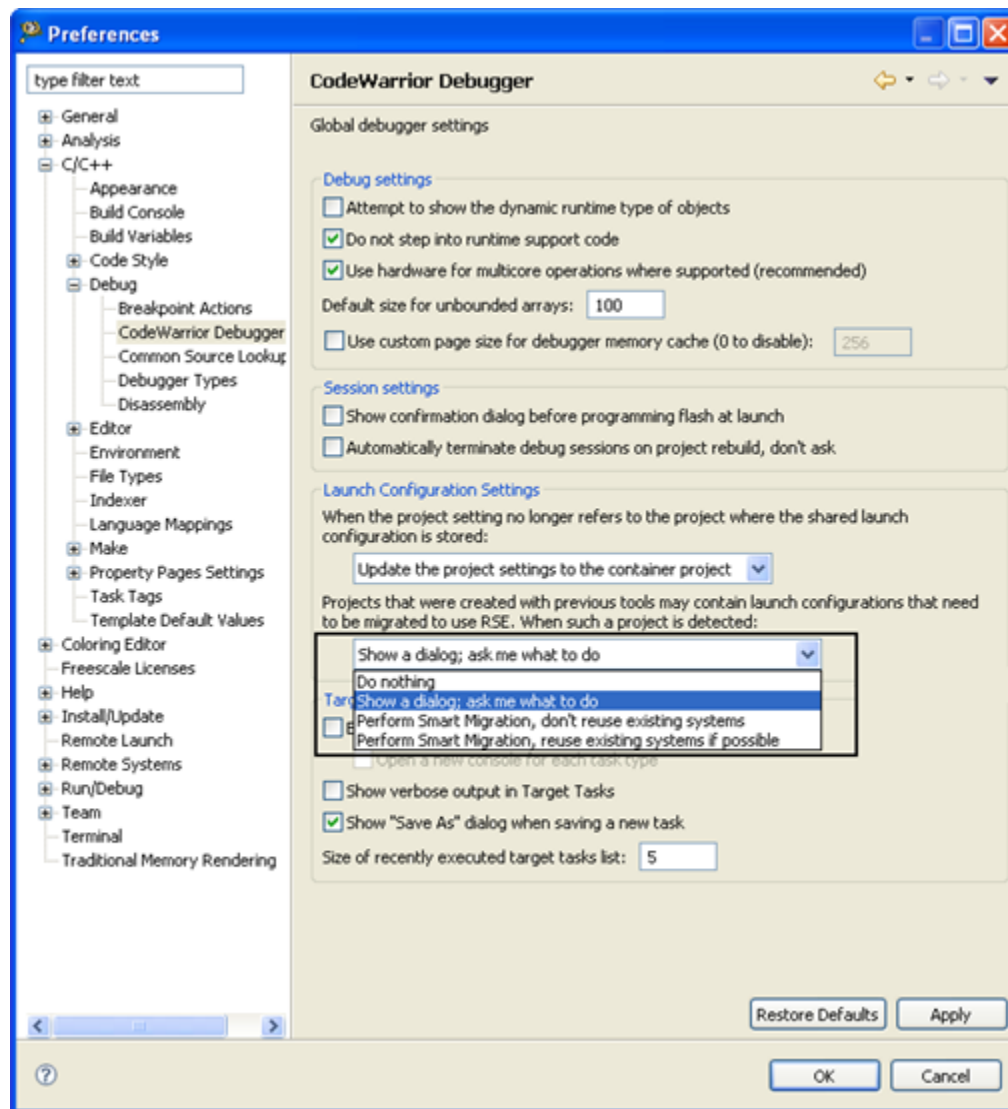 Preferences
type filter text
General
Analysis
C/C++
Appearance
Build Console
Build Variables
Code Style
Debug
Breakpoint Actions
CodeWarrior Debugger
Common Source Lookup
Debugger Types
Disassembly
Editor
Environment
File Types
Indexer
Language Mappings
Make
Property Pages Settings
Task Tags
Template Default Values
Coloring Editor
Freescale Licenses
Help
Install/Update
Remote Launch
Remote Systems
Run/Debug
Team
Terminal
Traditional Memory Rendering
CodeWarrior Debugger
Global debugger settings
Debug settings
Attempt to show the dynamic runtime type of objects
Do not step into runtime support code
Use hardware for multicore operations where supported (recommended)
Default size for unbounded arrays: 100
Use custom page size for debugger memory cache (0 to disable): 256
Session settings
Show confirmation dialog before programming flash at launch
Automatically terminate debug sessions on project rebuild, don't ask
Launch Configuration Settings
When the project setting no longer refers to the project where the shared launch
configuration is stored:
Update the project settings to the container project
Projects that were created with previous tools may contain launch configurations that need
to be migrated to use RSE. When such a project is detected:
Show a dialog; ask me what to do
Do nothing
Show a dialog; ask me what to do
Perform Smart Migration, don't reuse existing systems
Perform Smart Migration, reuse existing systems if possible
Open a new console for each task type
Show verbose output in Target Tasks
Show "Save As" dialog when saving a new task
Size of recently executed target tasks list: 5
Restore Defaults
Apply
OK
Cancel